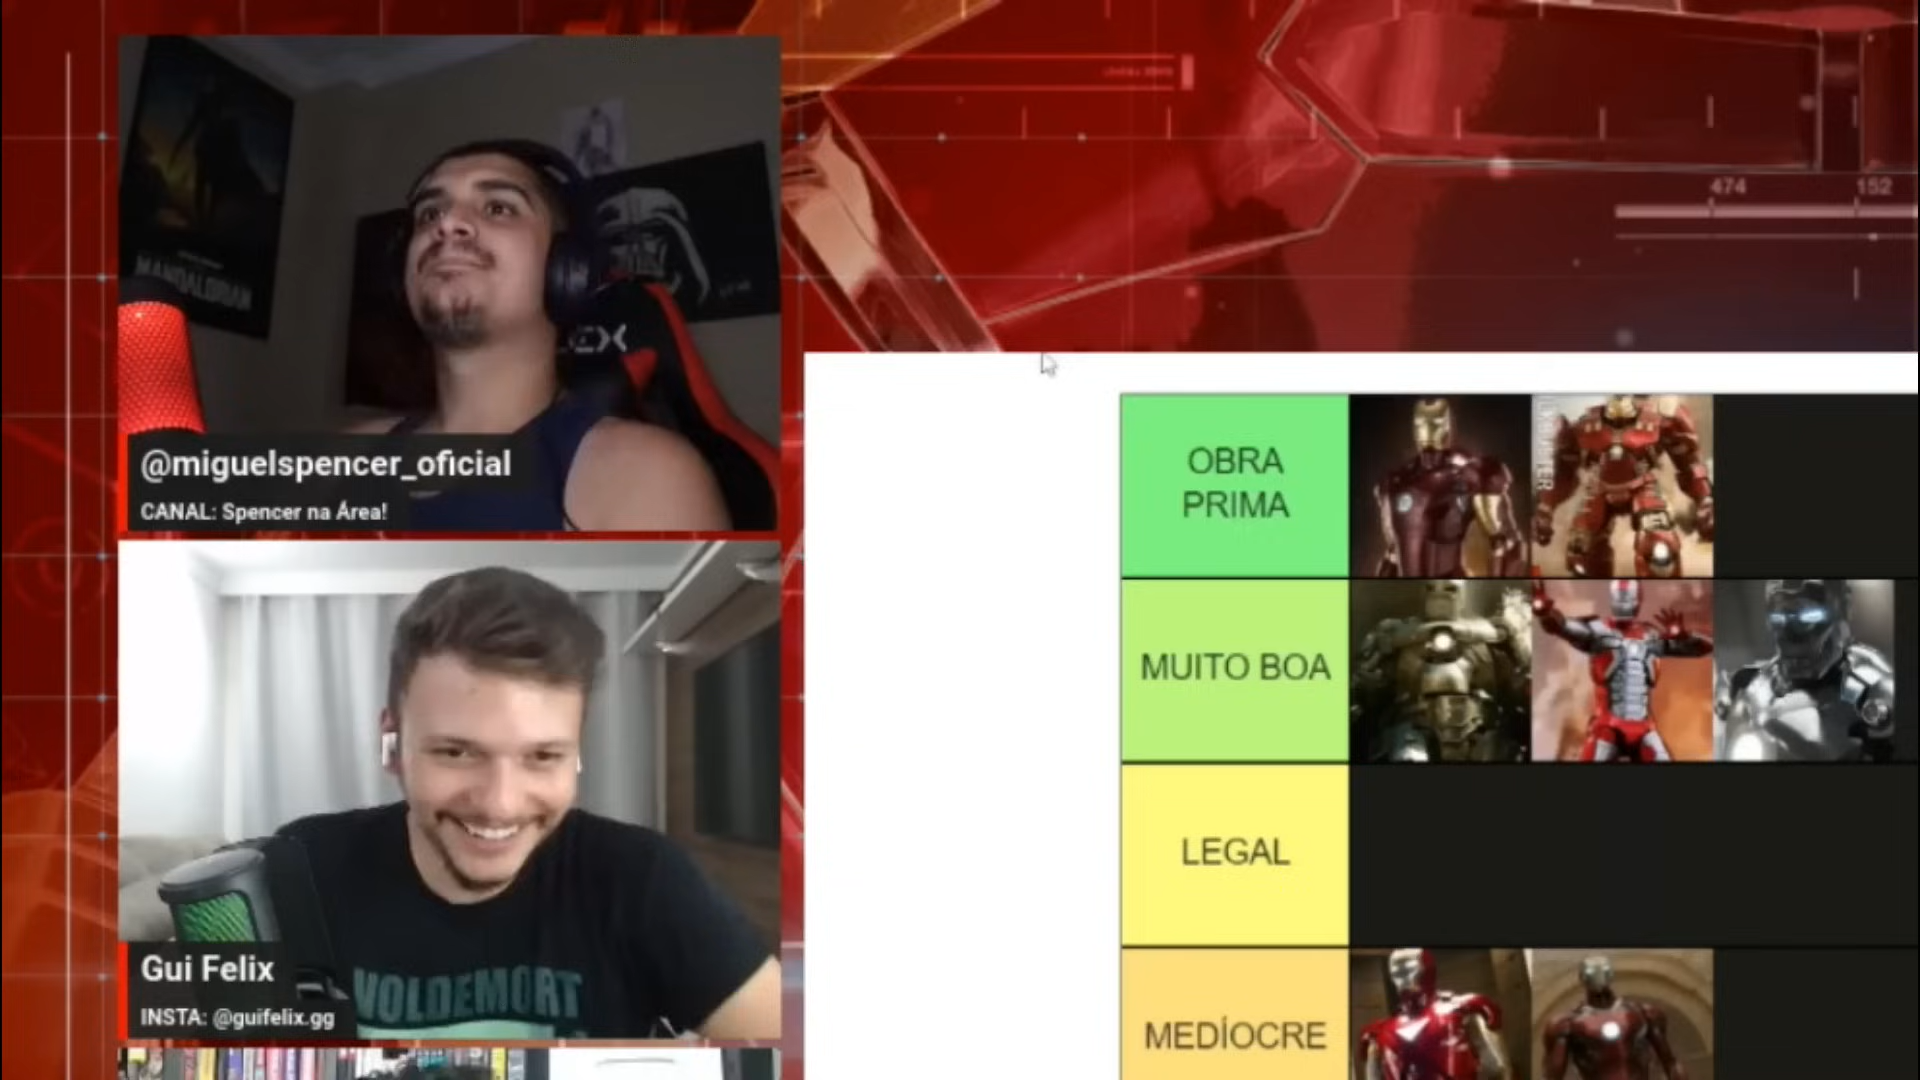 MANDALORIAN
@miguelspencer_oficial
CANAL: Spencer na Área!
VOLDEMORT
Gui Felix
INSTA: @guifelix.gg
474 152
OBRA
PRIMA
MUITO BOA
LEGAL
MEDÍOCRE